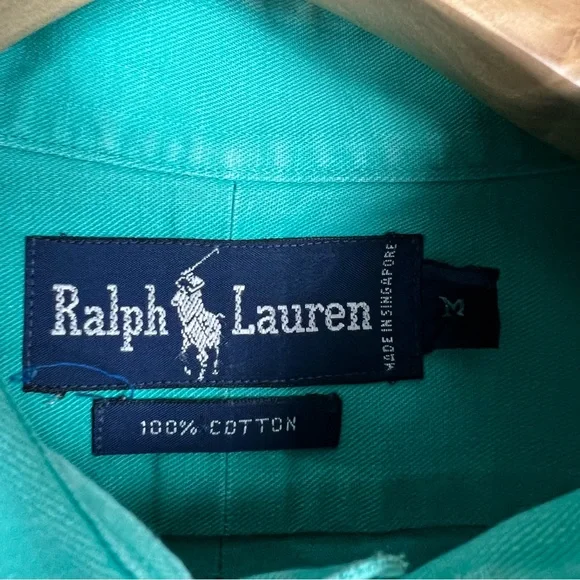 Ralph Lauren
MADE IN SINGAPORE
M
100% COTTON